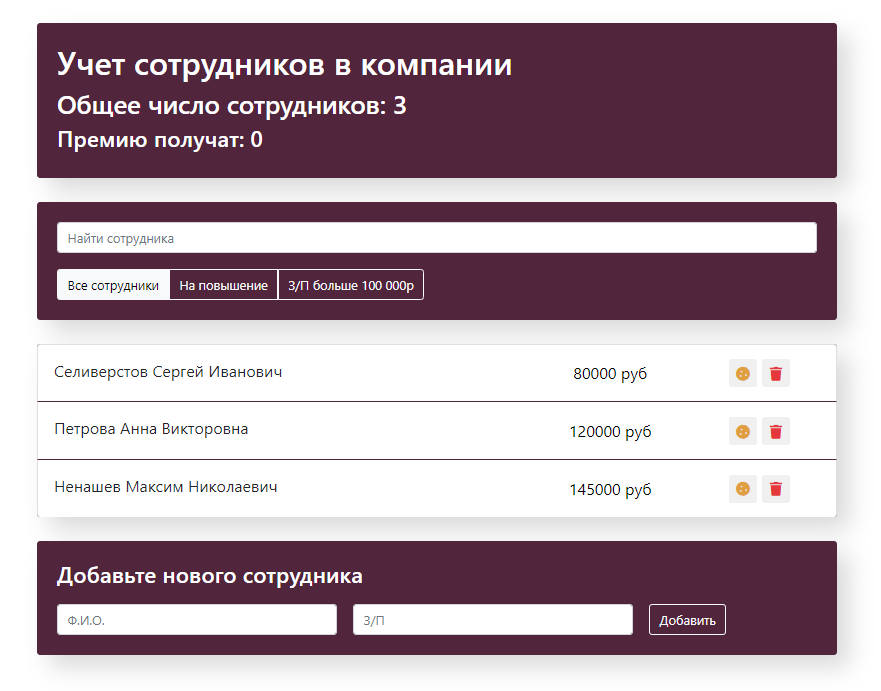 Учет сотрудников в компании
Общее число сотрудников: 3
Премию получат: 0
Найти сотрудника
Все сотрудники На повышение З/П больше 100 000р
Селиверстов Сергей Иванович 80000 руб
Петрова Анна Викторовна 120000 руб
Ненашев Максим Николаевич 145000 руб
Добавьте нового сотрудника
Ф.И.О. З/П Добавить